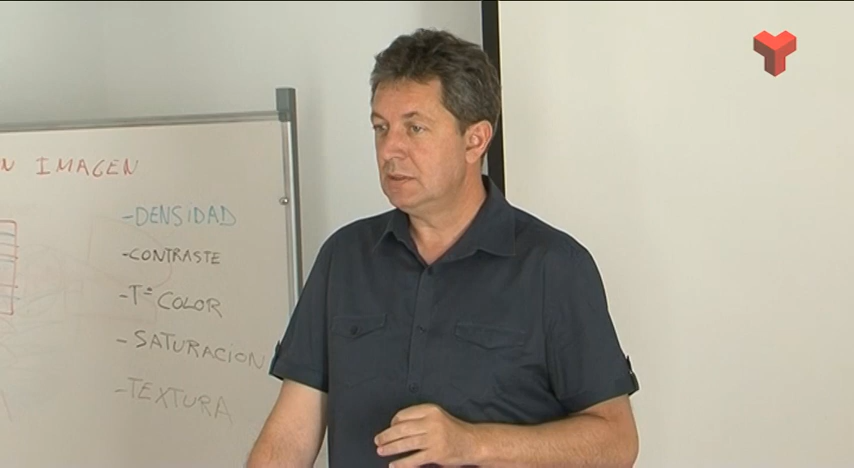 N IMAGEN
-DENSIDAD
-CONTRASTE
-Tª COLOR
-SATURACION
-TEXTURA